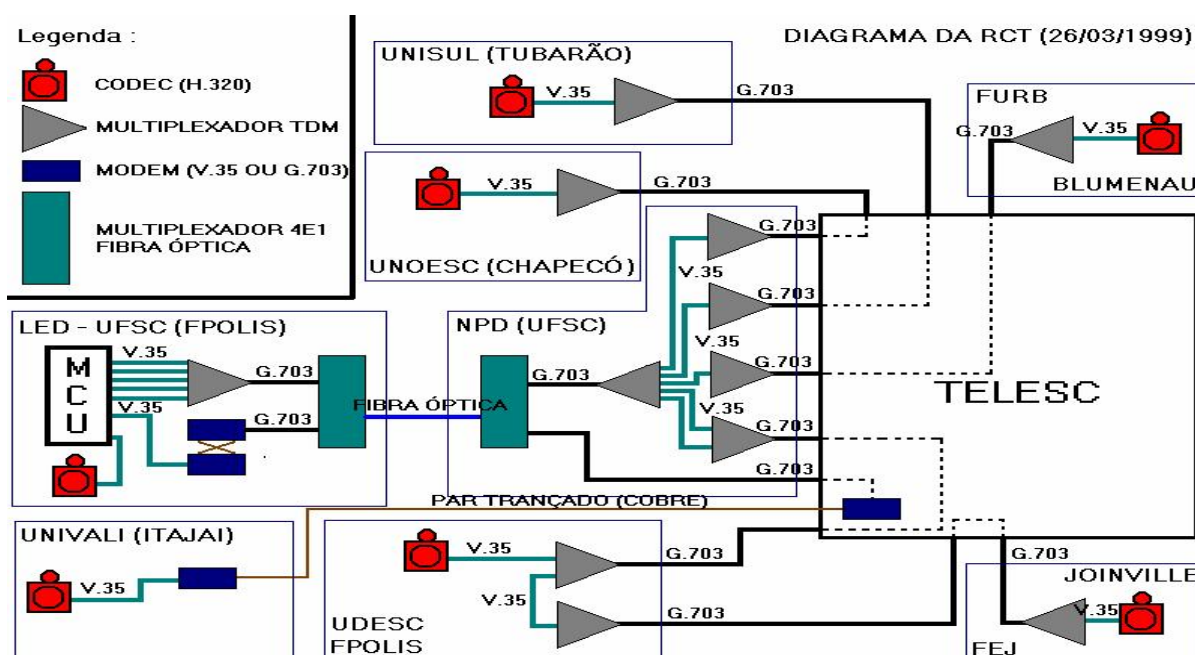 Legenda :
CODEC (H.320)
MULTIPLEXADOR TDM
MODEM (V.35 OU G.703)
MULTIPLEXADOR 4E1
FIBRA ÓPTICA
DIAGRAMA DA RCT (26/03/1999)
UNISUL (TUBARÃO)
V.35
G.703
FURB
G.703
V.35
BLUMENAU
V.35
G.703
UNOESC (CHAPECÓ)
G.703
V.35
G.703
V.35
G.703
V.35
G.703
G.703
TELESC
LED - UFSC (FPOLIS)
MCU
V.35
V.35
G.703
G.703
FIBRA ÓPTICA
NPD (UFSC)
G.703
PAR TRANÇADO (COBRE)
UNIVALI (ITAJAI)
V.35
V.35
V.35
G.703
G.703
UDESC
FPOLIS
G.703
JOINVILLE
V.35
FEJ